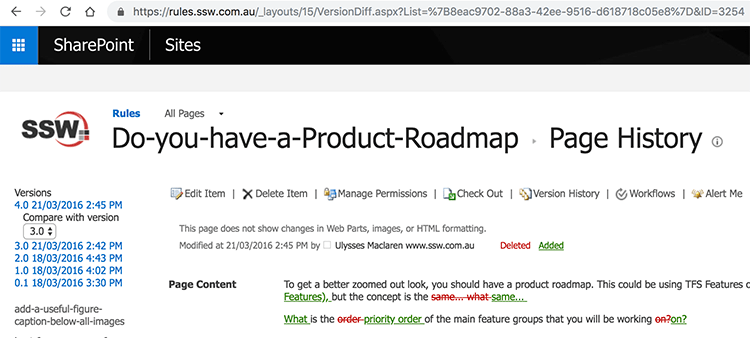 https://rules.ssw.com.au/_layouts/15/VersionDiff.aspx?List=%7B8eac9702-88a3-42ee-9516-d618718c05e8%7D&ID=3254
SharePoint Sites
Rules All Pages
SSW
Do-you-have-a-Product-Roadmap Page History
Versions
4.0 21/03/2016 2:45 PM
Compare with version
3.0
3.0 21/03/2016 2:42 PM
2.0 18/03/2016 4:43 PM
1.0 18/03/2016 4:02 PM
0.1 18/03/2016 3:30 PM
add-a-useful-figure-
caption-below-all-images
Edit Item | Delete Item | Manage Permissions | Check Out | Version History | Workflows | Alert Me
This page does not show changes in Web Parts, images, or HTML formatting.
Modified at 21/03/2016 2:45 PM by Ulysses Maclaren www.ssw.com.au Deleted Added
Page Content
To get a better zoomed out look, you should have a product roadmap. This could be using TFS Features
Features), but the concept is the same... what same...
What is the order priority order of the main feature groups that you will be working on?on?